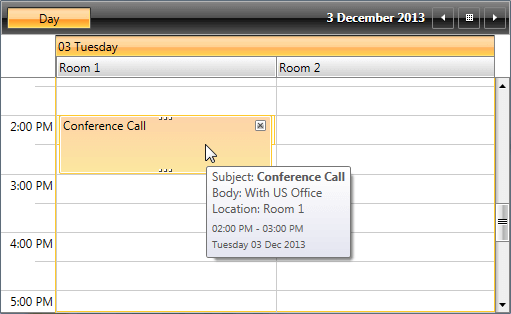 Day
3 December 2013
03 Tuesday
Room 1
Room 2
2:00 PM
Conference Call
3:00 PM
Subject: Conference Call
Body: With US Office
Location: Room 1
02:00 PM - 03:00 PM
Tuesday 03 Dec 2013
4:00 PM
5:00 PM